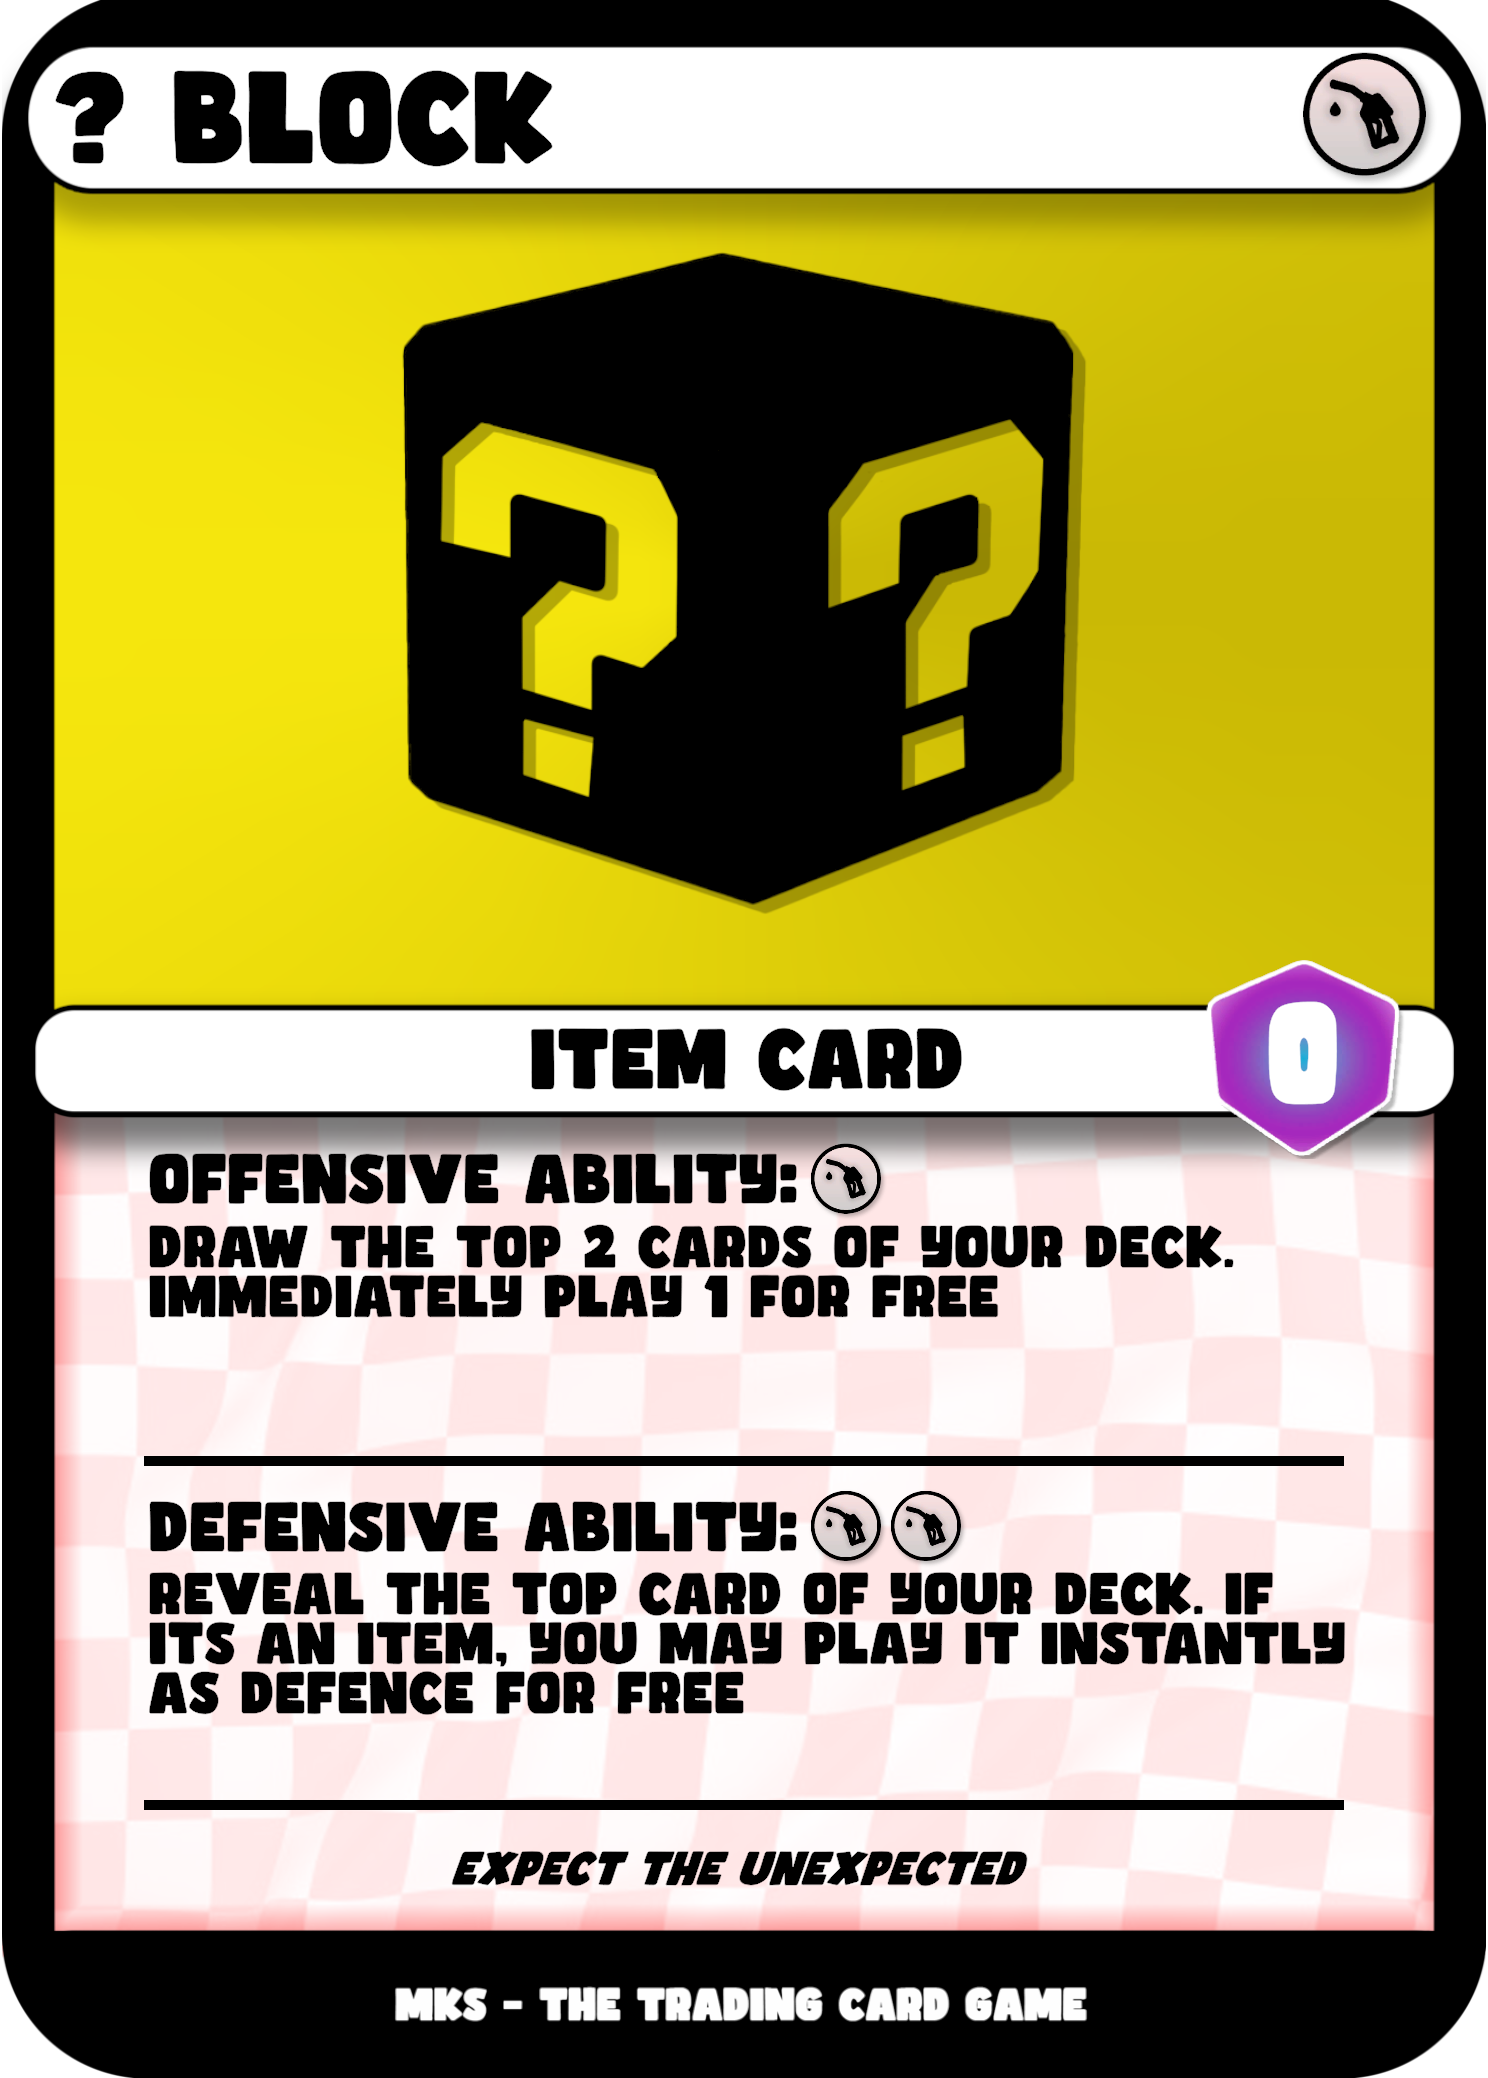 ? BLOCK
? ?
ITEM CARD
0
OFFENSIVE ABILITY:
DRAW THE TOP 2 CARDS OF YOUR DECK.
IMMEDIATELY PLAY 1 FOR FREE
DEFENSIVE ABILITY:
REVEAL THE TOP CARD OF YOUR DECK. IF
ITS AN ITEM, YOU MAY PLAY IT INSTANTLY
AS DEFENCE FOR FREE
EXPECT THE UNEXPECTED
MKS - THE TRADING CARD GAME